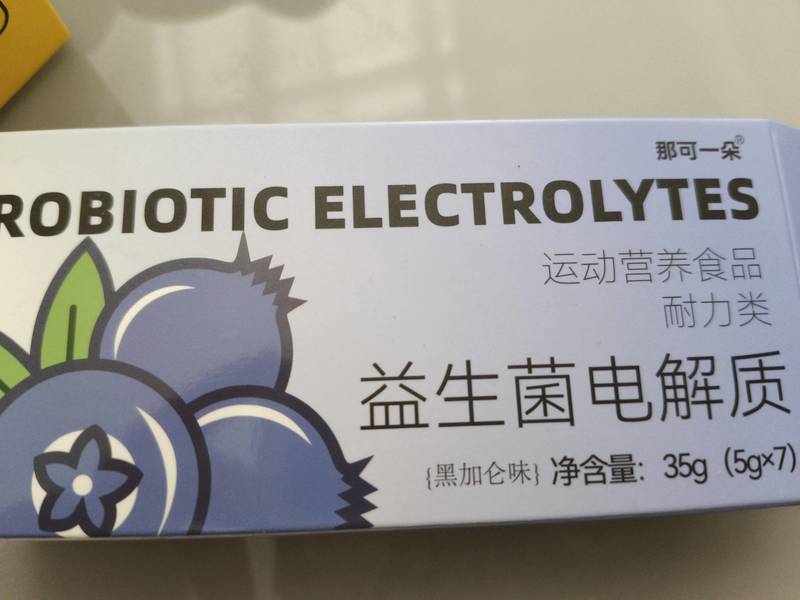 那可一朵®
ROBIOTIC ELECTROLYTES
运动营养食品
耐力类
益生菌电解质
{黑加仑味} 净含量：35g（5g×7）